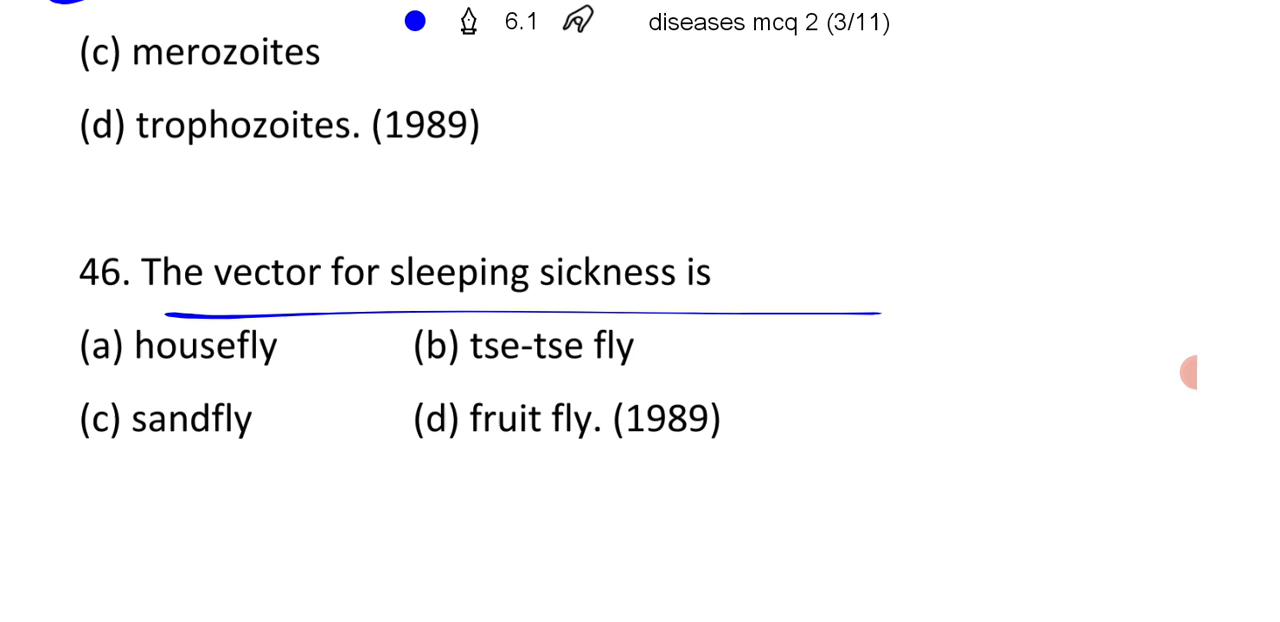 6.1 diseases mcq 2 (3/11)
(c) merozoites
(d) trophozoites. (1989)
46. The vector for sleeping sickness is
(a) housefly (b) tse-tse fly
(c) sandfly (d) fruit fly. (1989)